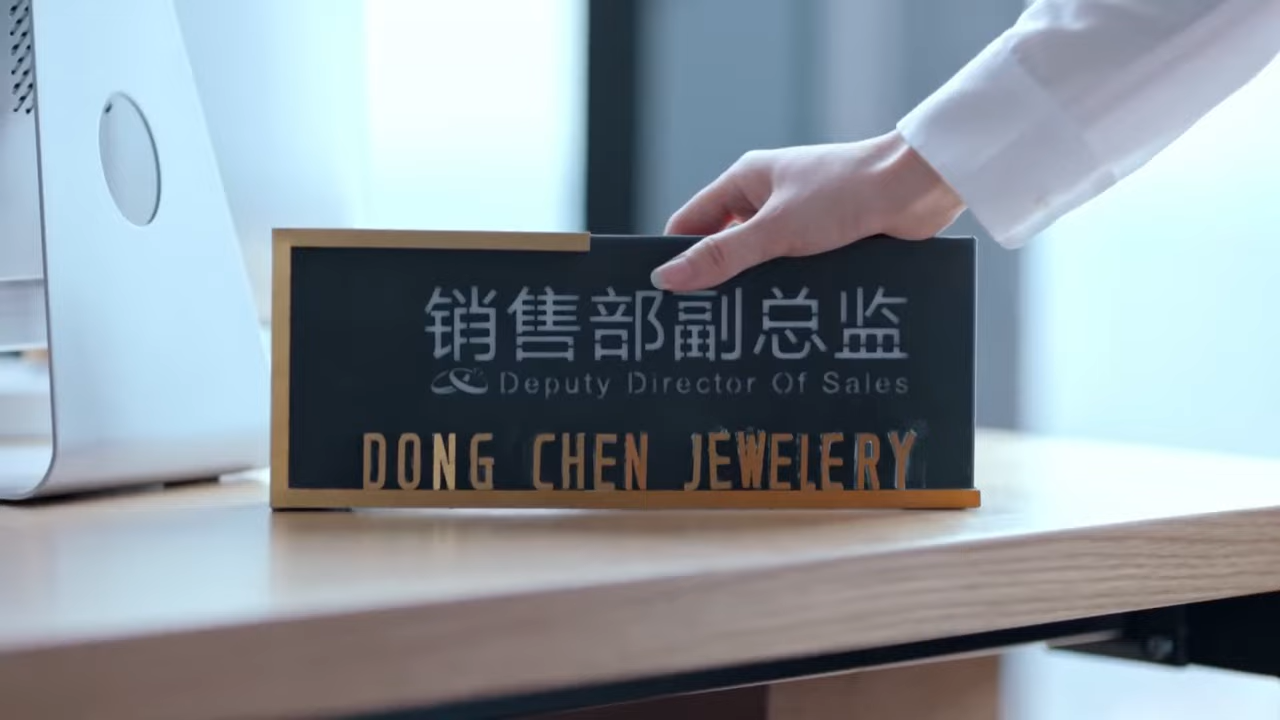 销售部副总监
Deputy Director Of Sales
DONG CHEN JEWELERY